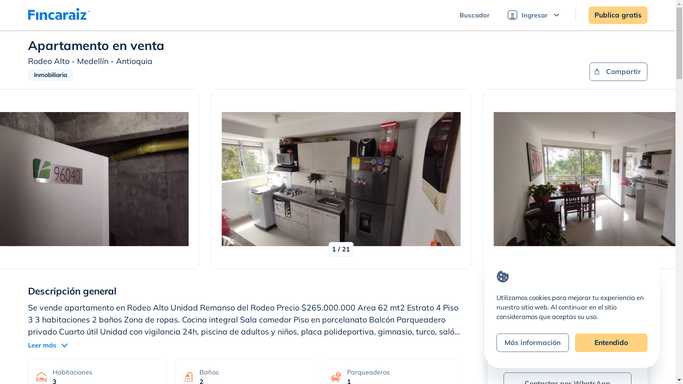 Fincaraiz
Buscador
Ingresar
Publica gratis
Apartamento en venta
Rodeo Alto - Medellín - Antioquia
Inmobiliaria
Compartir
96040
1 / 21
Descripción general
Se vende apartamento en Rodeo Alto Unidad Remanso del Rodeo Precio $265.000.000 Area 62 mt2 Estrato 4 Piso
3 3 habitaciones 2 baños Zona de ropas. Cocina integral Sala comedor Piso en porcelanato Balcón Parqueadero
privado Cuarto útil Unidad con vigilancia 24h, piscina de adultos y niños, placa polideportiva, gimnasio, turco, saló...
Leer más
Habitaciones
3
Baños
2
Parqueaderos
1
Utilizamos cookies para mejorar tu experiencia en
nuestro sitio web. Al continuar en el sitio
consideramos que aceptas su uso.
Más información
Entendido
Contactar por WhatsApp